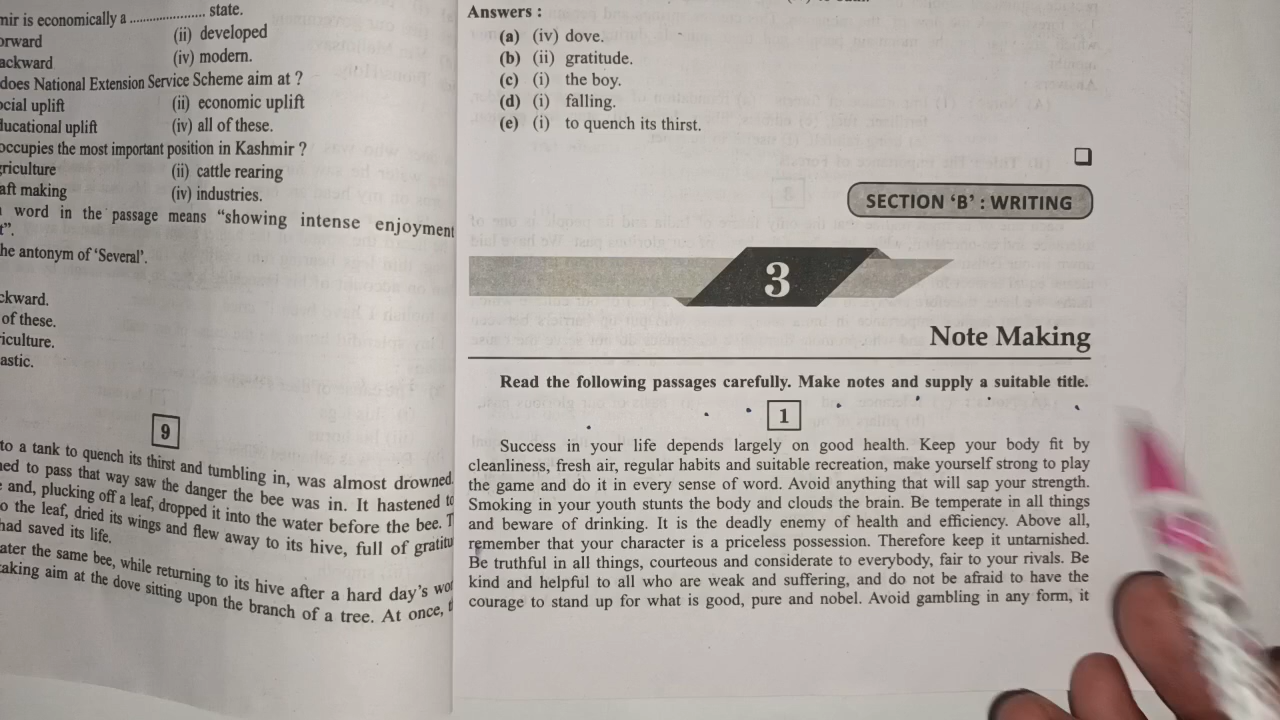 mir is economically a ..................... state.
orward (ii) developed
ackward (iv) modern.
does National Extension Service Scheme aim at ?
ocial uplift (ii) economic uplift
ducational uplift (iv) all of these.
occupies the most important position in Kashmir ?
griculture (ii) cattle rearing
aft making (iv) industries.
word in the passage means “showing intense enjoyment
t”.
he antonym of ‘Several’.
ckward.
of these.
iculture.
astic.
9
to a tank to quench its thirst and tumbling in, was almost drowned.
ned to pass that way saw the danger the bee was in. It hastened to
and, plucking off a leaf, dropped it into the water before the bee. T
o the leaf, dried its wings and flew away to its hive, full of gratitu
had saved its life.
ater the same bee, while returning to its hive after a hard day’s wo
aking aim at the dove sitting upon the branch of a tree. At once,
Answers :
(a) (iv) dove.
(b) (ii) gratitude.
(c) (i) the boy.
(d) (i) falling.
(e) (i) to quench its thirst.
SECTION ‘B’ : WRITING
3
Note Making
Read the following passages carefully. Make notes and supply a suitable title.
1
Success in your life depends largely on good health. Keep your body fit by
cleanliness, fresh air, regular habits and suitable recreation, make yourself strong to play
the game and do it in every sense of word. Avoid anything that will sap your strength.
Smoking in your youth stunts the body and clouds the brain. Be temperate in all things
and beware of drinking. It is the deadly enemy of health and efficiency. Above all,
remember that your character is a priceless possession. Therefore keep it untarnished.
Be truthful in all things, courteous and considerate to everybody, fair to your rivals. Be
kind and helpful to all who are weak and suffering, and do not be afraid to have the
courage to stand up for what is good, pure and nobel. Avoid gambling in any form, it